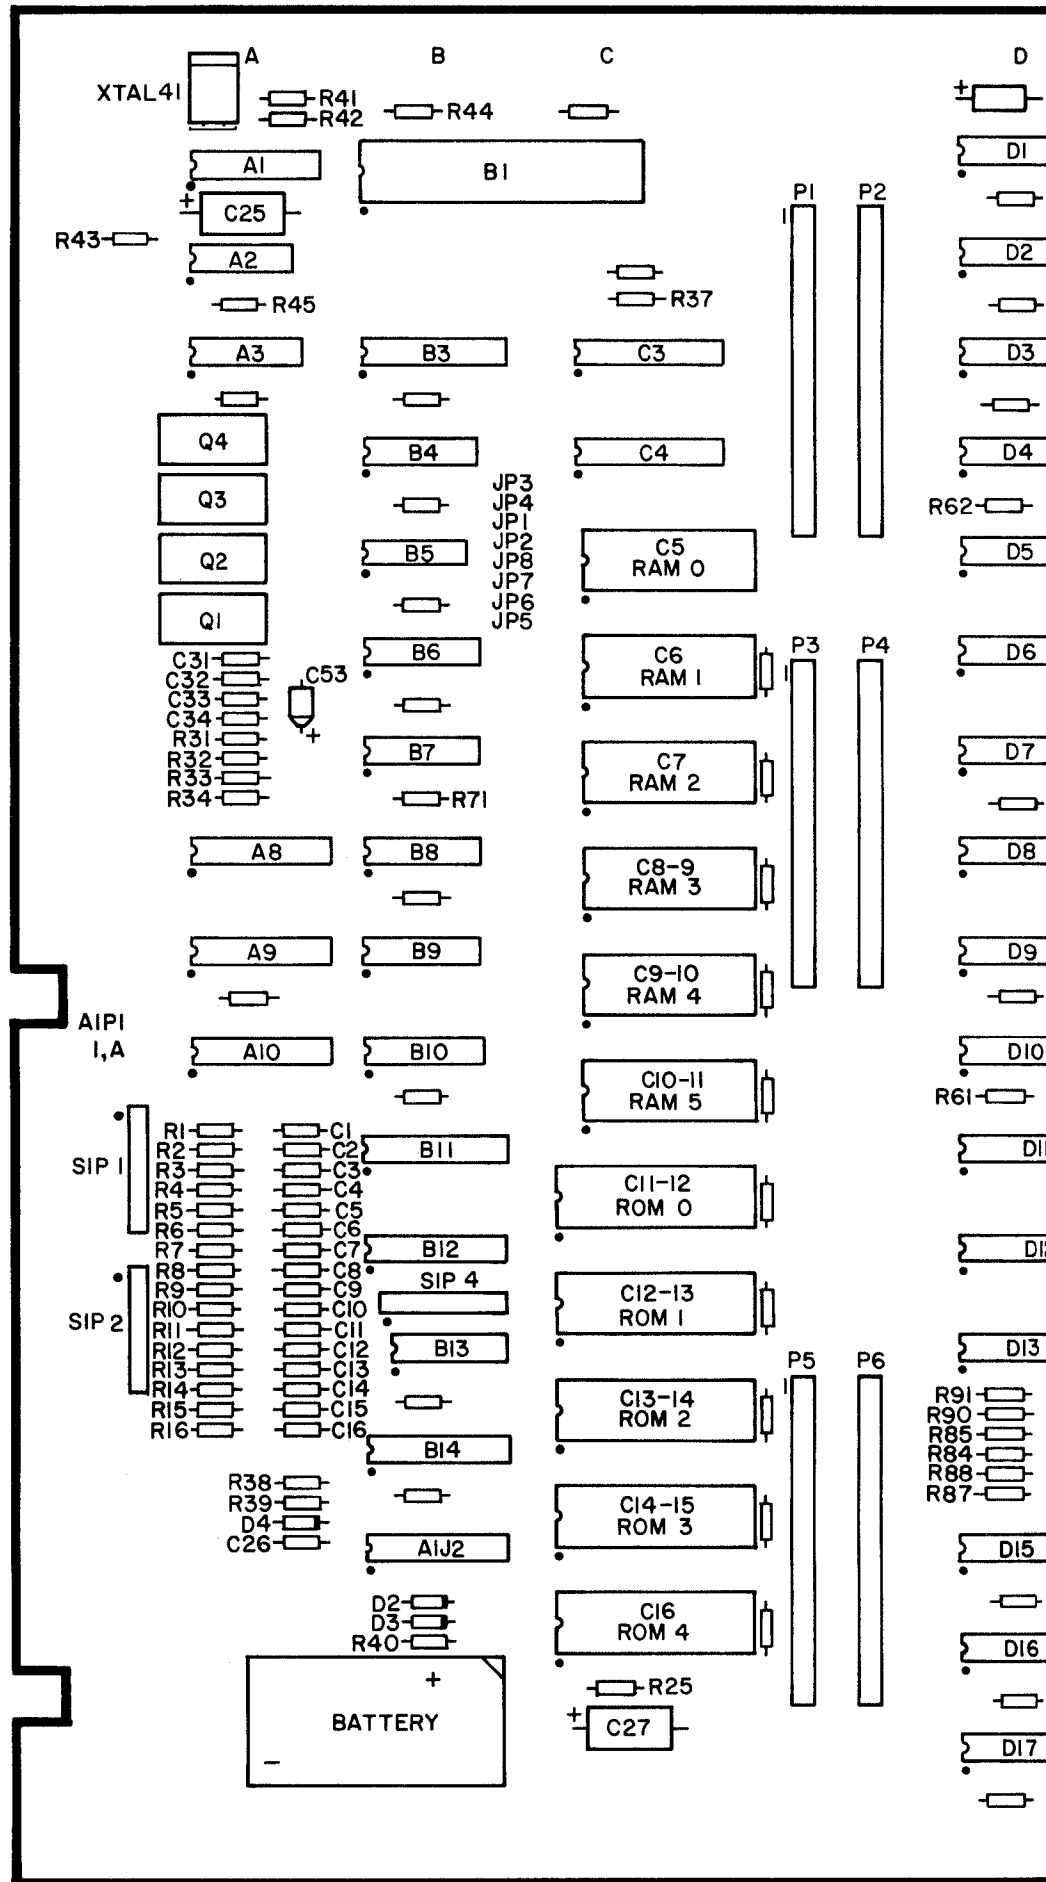 A B C D
XTAL41
R41
R42
R44
+
A1
B1
D1
+
C25
P1 P2
I
R43
A2
D2
R45
R37
A3 B3 C3 D3
Q4
B4 C4 D4
Q3
JP3
JP4
JP1
JP2
JP8
JP7
JP6
JP5
R62
Q2
B5
C5
RAM 0
D5
Q1
B6
C6
RAM 1
P3 P4
I
D6
C31
C32
C33
C34
R31
R32
R33
R34
C53
+
B7
C7
RAM 2
D7
R71
A8 B8
C8-9
RAM 3
D8
A9 B9
C9-10
RAM 4
D9
A1P1
1,A
A10 B10
C10-11
RAM 5
D10
R61
SIP 1
R1 C1
R2 C2
R3 C3
R4 C4
R5 C5
R6 C6
R7 C7
R8 C8
R9 C9
R10 C10
R11 C11
R12 C12
R13 C13
R14 C14
R15 C15
R16 C16
SIP 2
B11
C11-12
ROM 0
B12
SIP 4
C12-13
ROM 1
B13
D13
P5 P6
I
C13-14
ROM 2
R91
R90
R85
R84
R88
R87
B14
R38
R39
D4
C26
C14-15
ROM 3
A1J2
D15
D2
D3
R40
C16
ROM 4
D16
+
BATTERY
-
R25
+
C27
D17